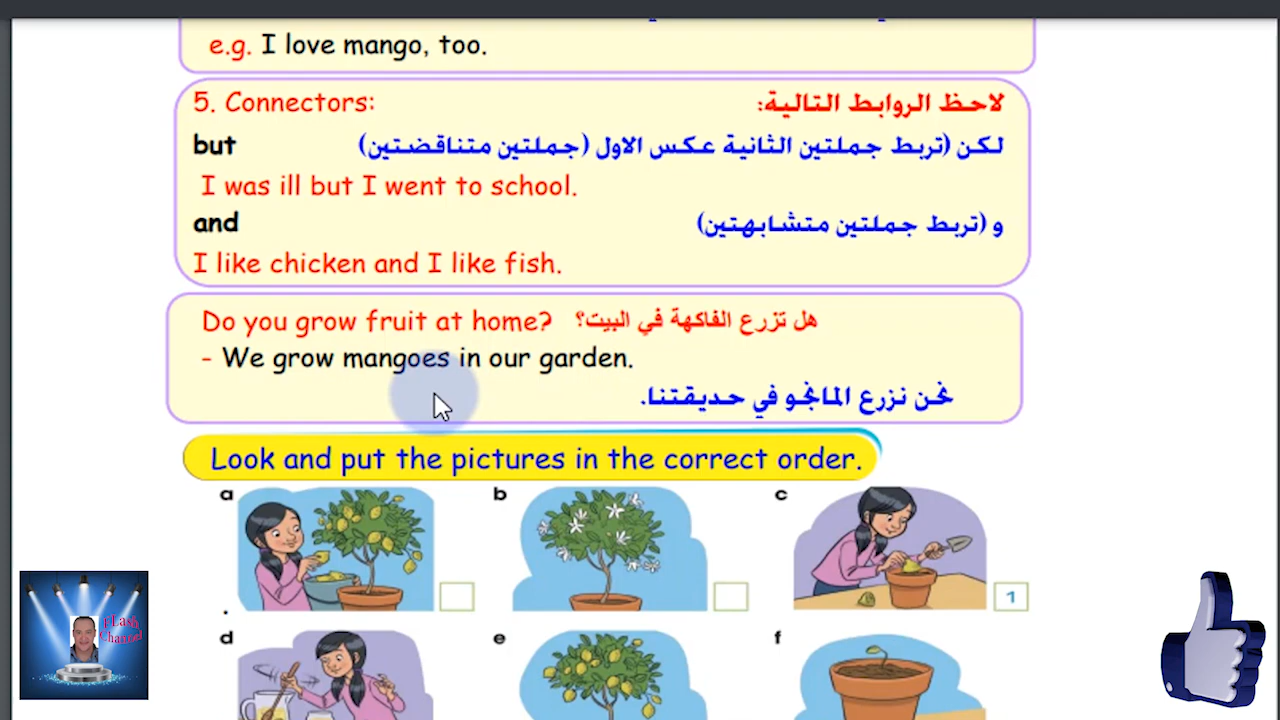 e.g. I love mango, too.
5. Connectors: لاحظ الروابط التالية:
but لكن (تربط جملتين الثانية عكس الاول (جملتين متناقضتين)
I was ill but I went to school.
and و (تربط جملتين متشابهتين)
I like chicken and I like fish.
Do you grow fruit at home? هل تزرع الفاكهة في البيت؟
- We grow mangoes in our garden.
نحن نزرع المانجو في حديقتنا.
Look and put the pictures in the correct order.
a b c
1
d e f
FLash
Channel